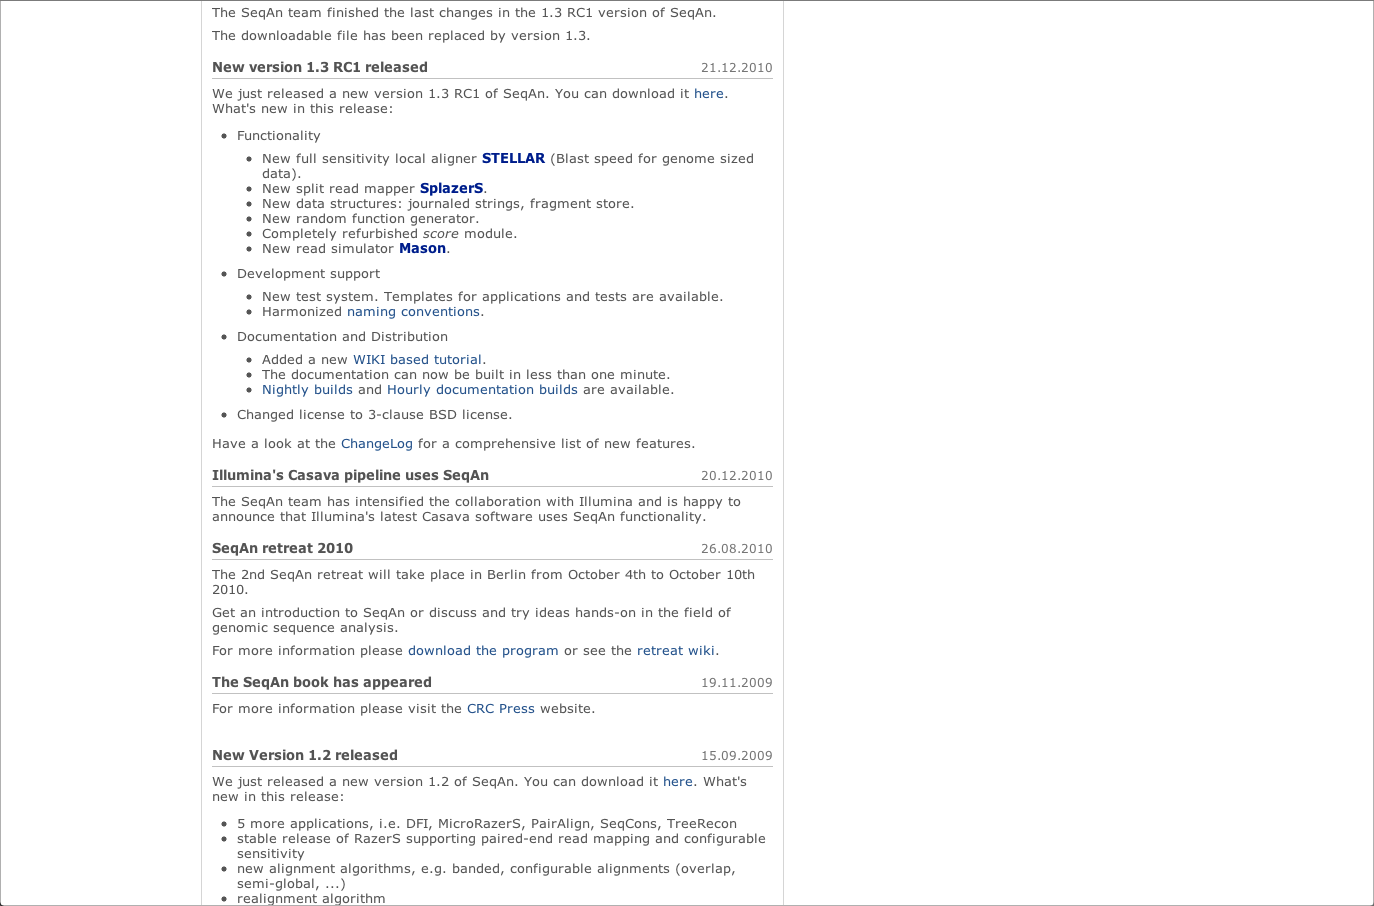 The SeqAn team finished the last changes in the 1.3 RC1 version of SeqAn.
The downloadable file has been replaced by version 1.3.
New version 1.3 RC1 released 21.12.2010
We just released a new version 1.3 RC1 of SeqAn. You can download it here.
What's new in this release:
• Functionality
• New full sensitivity local aligner STELLAR (Blast speed for genome sized
data).
• New split read mapper SplazerS.
• New data structures: journaled strings, fragment store.
• New random function generator.
• Completely refurbished score module.
• New read simulator Mason.
• Development support
• New test system. Templates for applications and tests are available.
• Harmonized naming conventions.
• Documentation and Distribution
• Added a new WIKI based tutorial.
• The documentation can now be built in less than one minute.
• Nightly builds and Hourly documentation builds are available.
• Changed license to 3-clause BSD license.
Have a look at the ChangeLog for a comprehensive list of new features.
Illumina's Casava pipeline uses SeqAn 20.12.2010
The SeqAn team has intensified the collaboration with Illumina and is happy to
announce that Illumina's latest Casava software uses SeqAn functionality.
SeqAn retreat 2010 26.08.2010
The 2nd SeqAn retreat will take place in Berlin from October 4th to October 10th
2010.
Get an introduction to SeqAn or discuss and try ideas hands-on in the field of
genomic sequence analysis.
For more information please download the program or see the retreat wiki.
The SeqAn book has appeared 19.11.2009
For more information please visit the CRC Press website.
New Version 1.2 released 15.09.2009
We just released a new version 1.2 of SeqAn. You can download it here. What's
new in this release:
• 5 more applications, i.e. DFI, MicroRazerS, PairAlign, SeqCons, TreeRecon
• stable release of RazerS supporting paired-end read mapping and configurable
sensitivity
• new alignment algorithms, e.g. banded, configurable alignments (overlap,
semi-global, ...)
• realignment algorithm